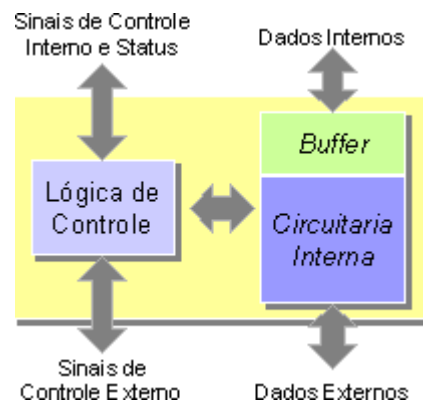 Sinais de Controle
Interno e Status
Dados Internos
Buffer
Lógica de
Controle
Circuitaria
Interna
Sinais de
Controle Externo
Dados Externos